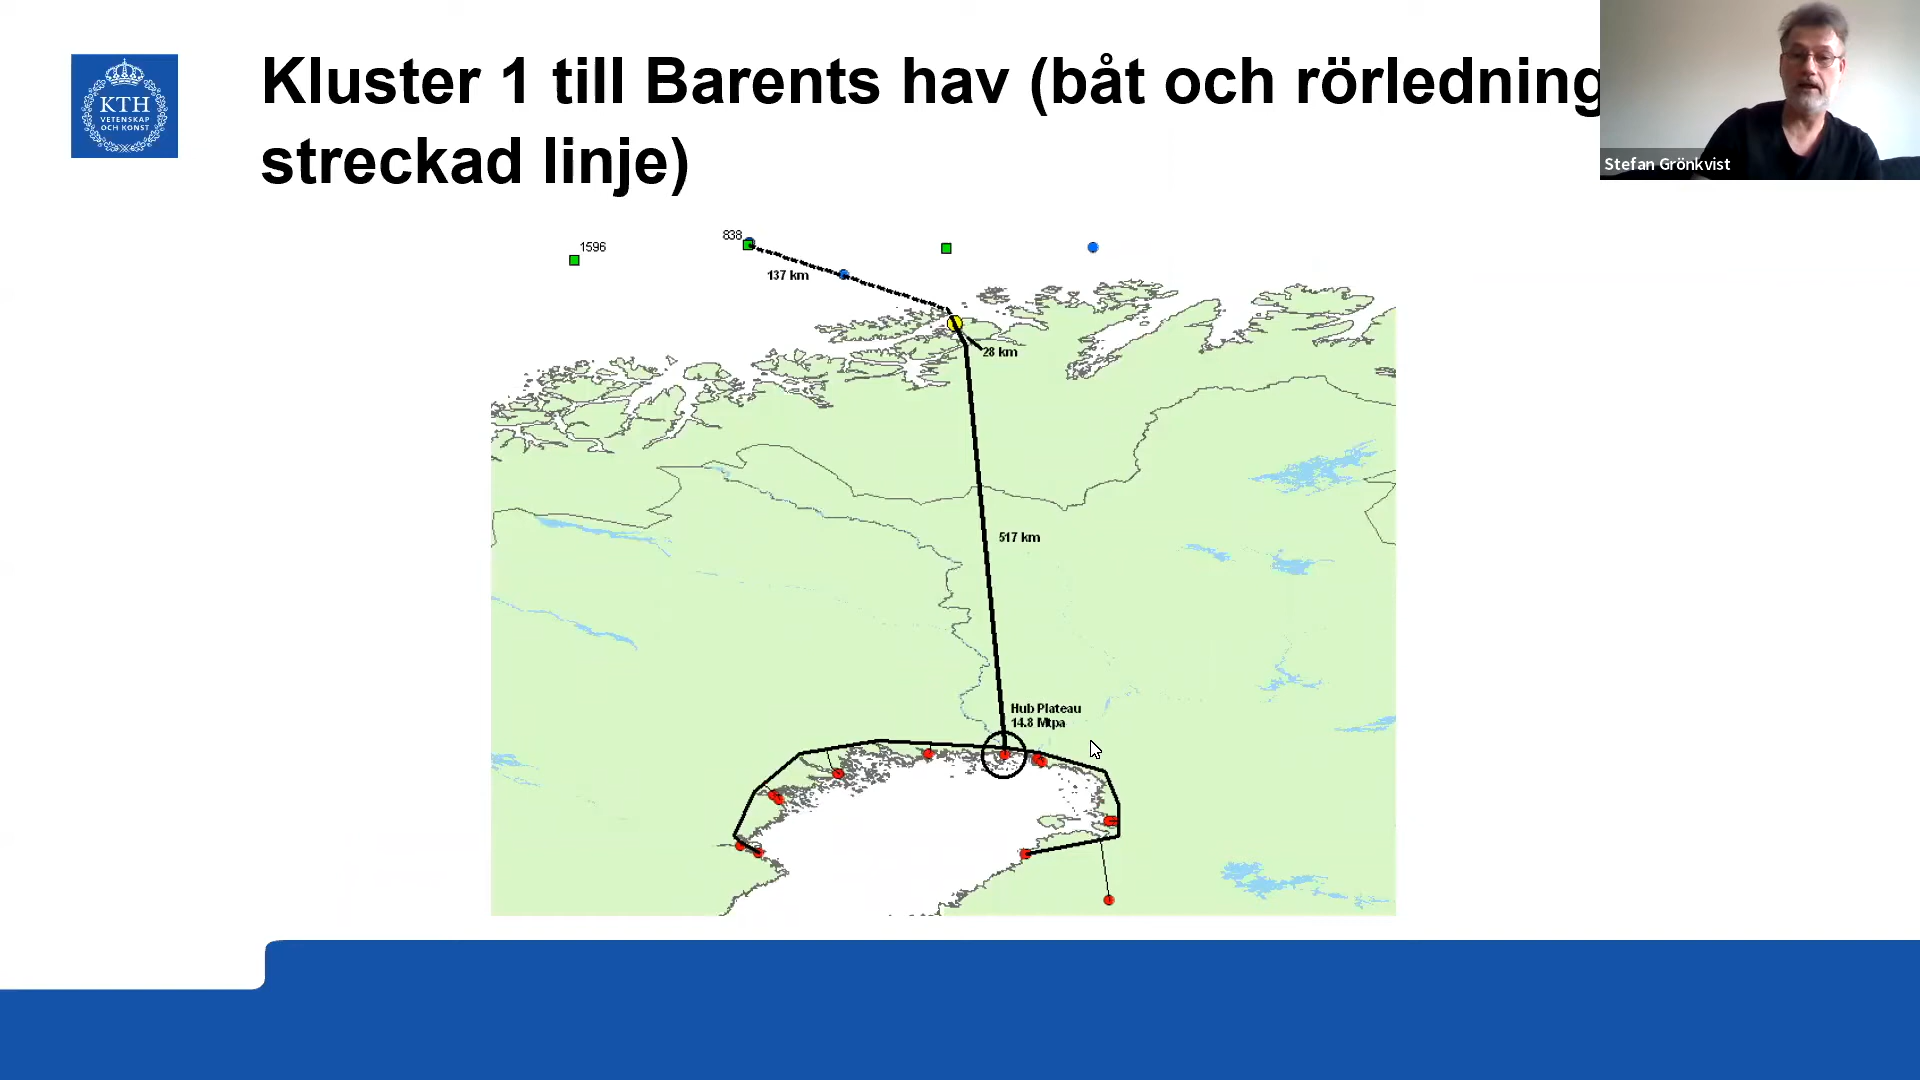 Kluster 1 till Barents hav (båt och rörledning
streckad linje)
KTH
VETENSKAP
OCH KONST
Stefan Grönkvist
1596
838
137 km
28 km
517 km
Hub Plateau
14.8 Mtpa